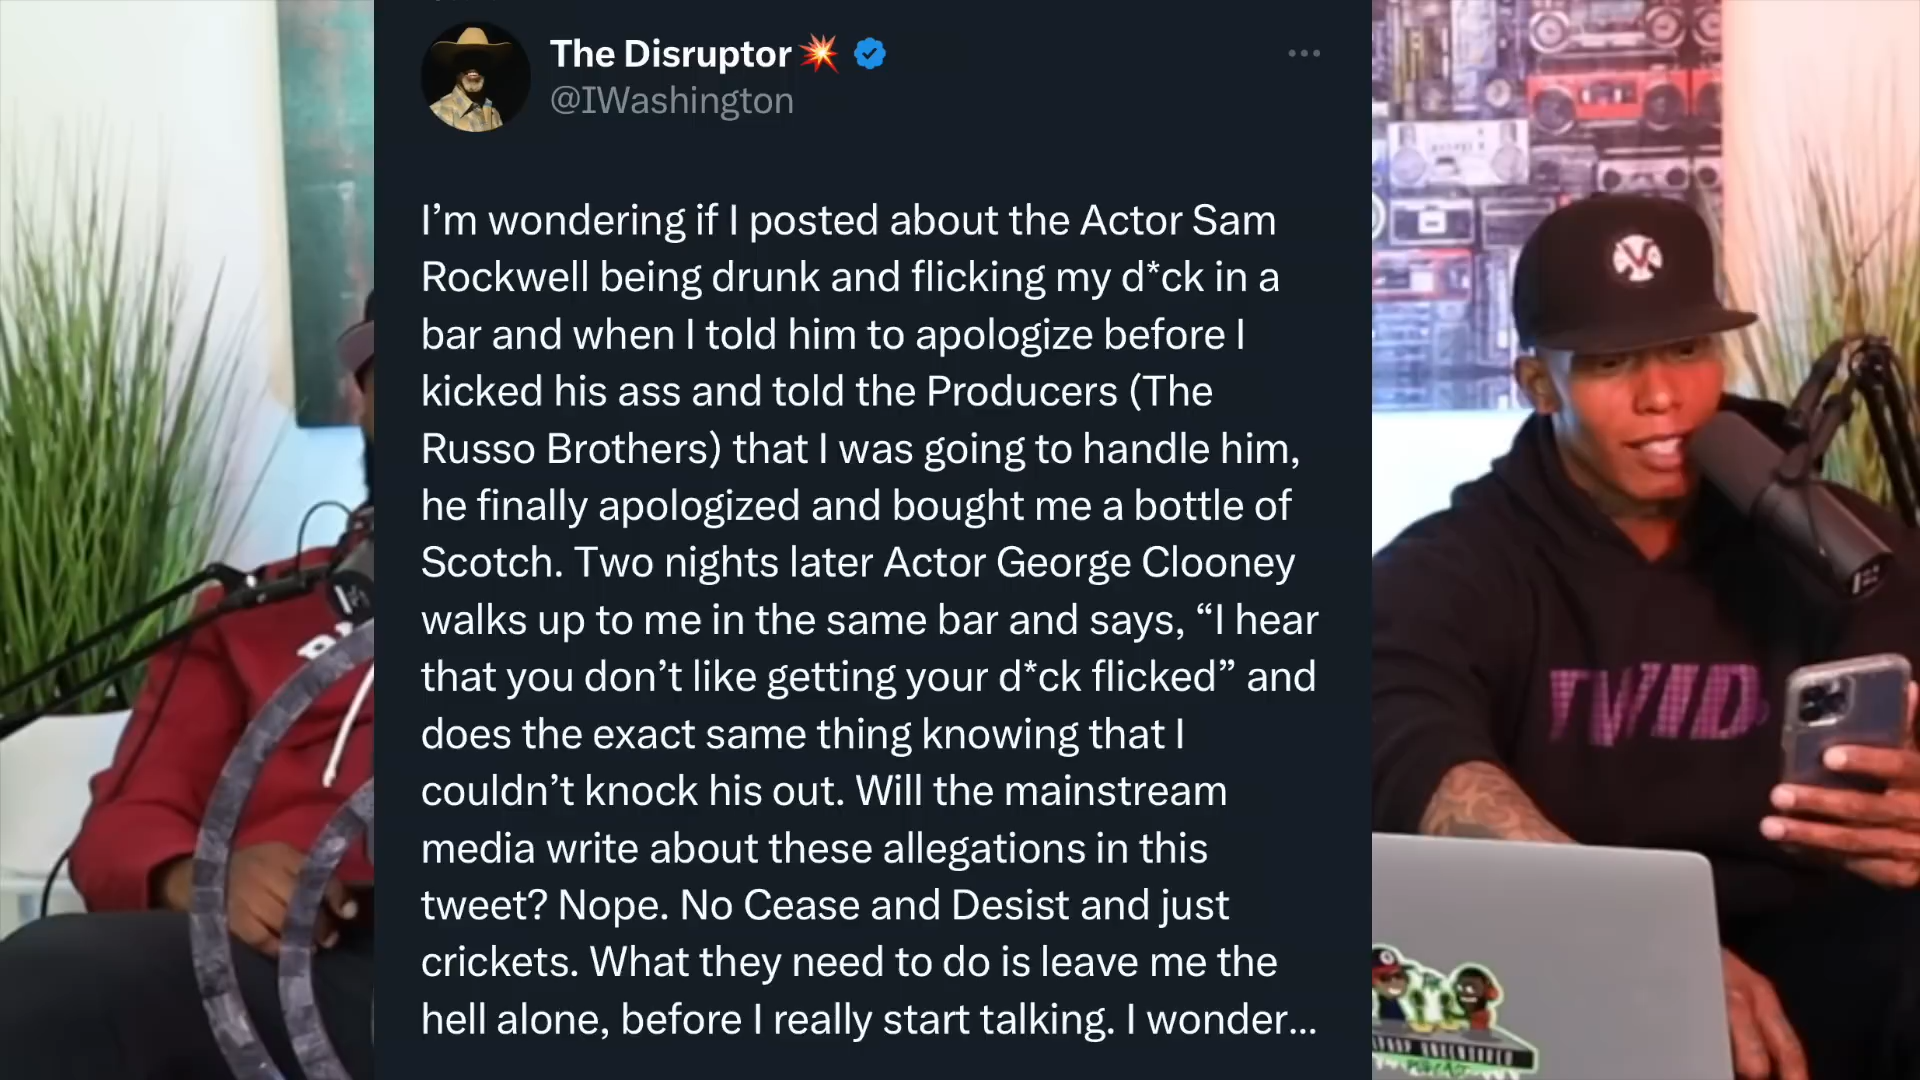 The Disruptor💥
@IWashington
I’m wondering if I posted about the Actor Sam
Rockwell being drunk and flicking my d*ck in a
bar and when I told him to apologize before I
kicked his ass and told the Producers (The
Russo Brothers) that I was going to handle him,
he finally apologized and bought me a bottle of
Scotch. Two nights later Actor George Clooney
walks up to me in the same bar and says, “I hear
that you don’t like getting your d*ck flicked” and
does the exact same thing knowing that I
couldn’t knock his out. Will the mainstream
media write about these allegations in this
tweet? Nope. No Cease and Desist and just
crickets. What they need to do is leave me the
hell alone, before I really start talking. I wonder...
TWID
UNCENSORED